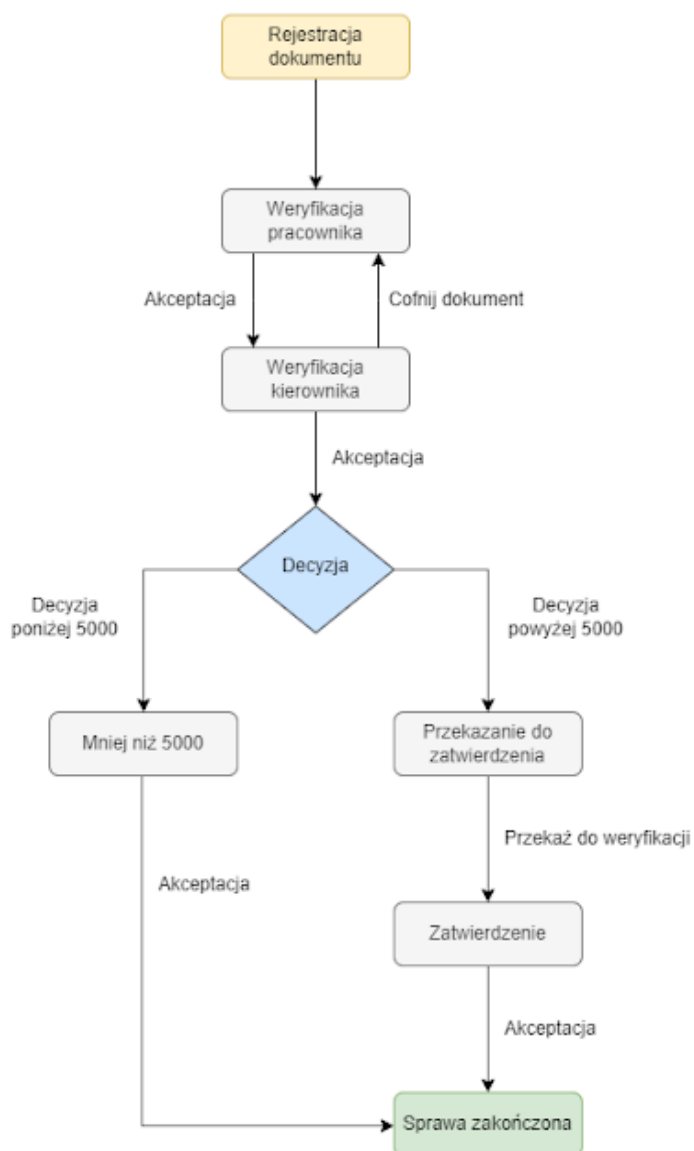 Rejestracja
dokumentu
Weryfikacja
pracownika
Akceptacja
Cofnij dokument
Weryfikacja
kierownika
Akceptacja
Decyzja
Decyzja
poniżej 5000
Decyzja
powyżej 5000
Mniej niż 5000
Przekazanie do
zatwierdzenia
Przekaż do weryfikacji
Akceptacja
Zatwierdzenie
Akceptacja
Sprawa zakończona